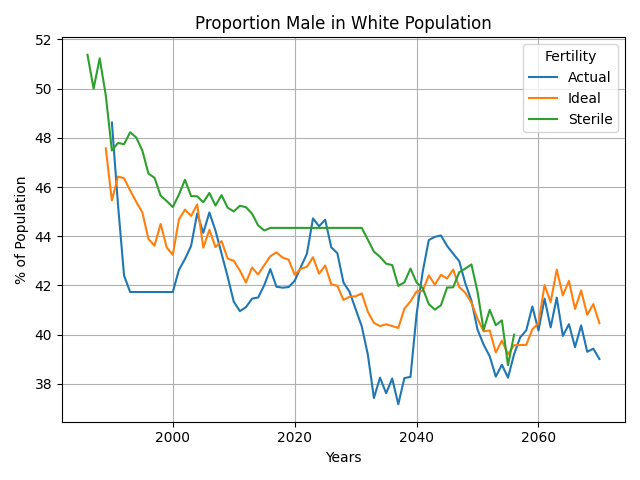 Proportion Male in White Population
Fertility
Actual
Ideal
Sterile
% of Population
52
50
48
46
44
42
40
38
2000
2020
2040
2060
Years